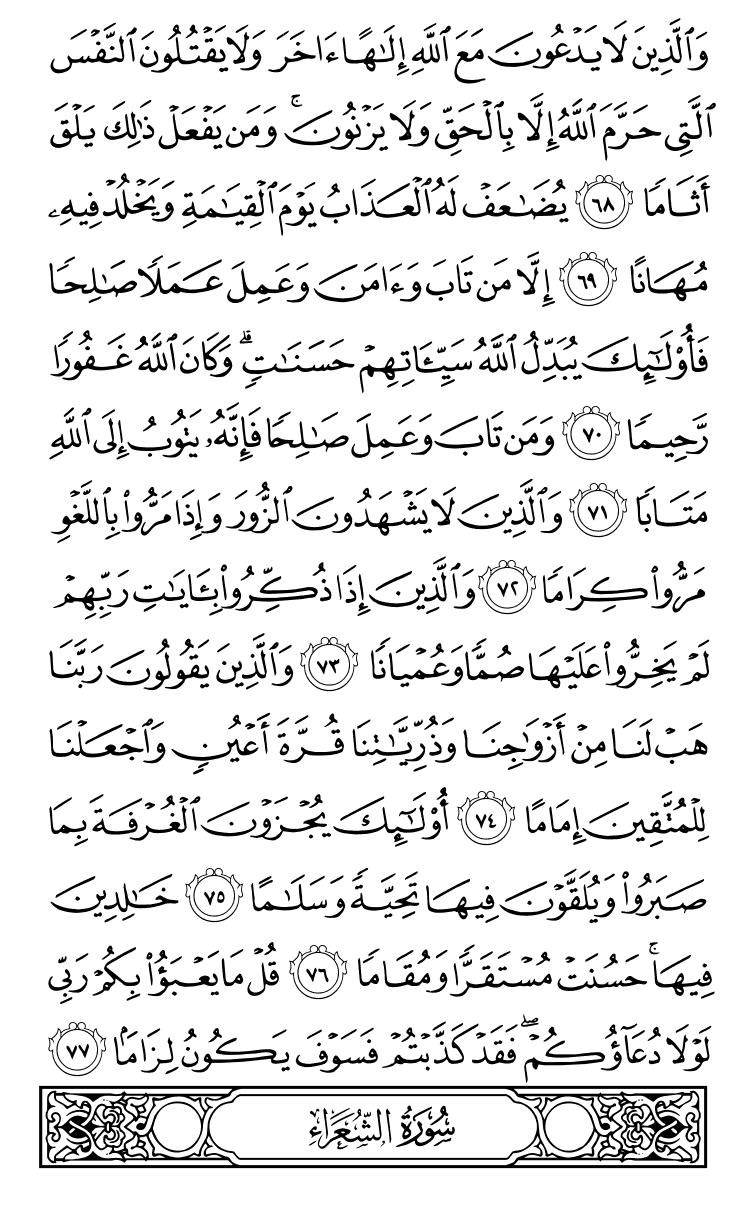 وَٱلَّذِينَ لَا يَدۡعُونَ مَعَ ٱللَّهِ إِلَٰهًا ءَاخَرَ وَلَا يَقۡتُلُونَ ٱلنَّفۡسَ
ٱلَّتِي حَرَّمَ ٱللَّهُ إِلَّا بِٱلۡحَقِّ وَلَا يَزۡنُونَۚ وَمَن يَفۡعَلۡ ذَٰلِكَ يَلۡقَ
أَثَامٗا ٦٨ يُضَٰعَفۡ لَهُ ٱلۡعَذَابُ يَوۡمَ ٱلۡقِيَٰمَةِ وَيَخۡلُدۡ فِيهِۦ
مُهَانًا ٦٩ إِلَّا مَن تَابَ وَءَامَنَ وَعَمِلَ عَمَلٗا صَٰلِحٗا
فَأُوْلَٰٓئِكَ يُبَدِّلُ ٱللَّهُ سَيِّـَٔاتِهِمۡ حَسَنَٰتٖۗ وَكَانَ ٱللَّهُ غَفُورٗا
رَّحِيمٗا ٧٠ وَمَن تَابَ وَعَمِلَ صَٰلِحٗا فَإِنَّهُۥ يَتُوبُ إِلَى ٱللَّهِ
مَتَابٗا ٧١ وَٱلَّذِينَ لَا يَشۡهَدُونَ ٱلزُّورَ وَإِذَا مَرُّواْ بِٱللَّغۡوِ
مَرُّواْ كِرَامٗا ٧٢ وَٱلَّذِينَ إِذَا ذُكِّرُواْ بِـَٔايَٰتِ رَبِّهِمۡ
لَمۡ يَخِرُّواْ عَلَيۡهَا صُمّٗا وَعُمۡيَانٗا ٧٣ وَٱلَّذِينَ يَقُولُونَ رَبَّنَا
هَبۡ لَنَا مِنۡ أَزۡوَٰجِنَا وَذُرِّيَّٰتِنَا قُرَّةَ أَعۡيُنٖ وَٱجۡعَلۡنَا
لِلۡمُتَّقِينَ إِمَامًا ٧٤ أُوْلَٰٓئِكَ يُجۡزَوۡنَ ٱلۡغُرۡفَةَ بِمَا
صَبَرُواْ وَيُلَقَّوۡنَ فِيهَا تَحِيَّةٗ وَسَلَٰمًا ٧٥ خَٰلِدِينَ
فِيهَاۚ حَسُنَتۡ مُسۡتَقَرّٗا وَمُقَامٗا ٧٦ قُلۡ مَا يَعۡبَؤُاْ بِكُمۡ رَبِّي
لَوۡلَا دُعَآؤُكُمۡۖ فَقَدۡ كَذَّبۡتُمۡ فَسَوۡفَ يَكُونُ لِزَامَۢا ٧٧
سُورَةُ الشُّعَرَاءِ